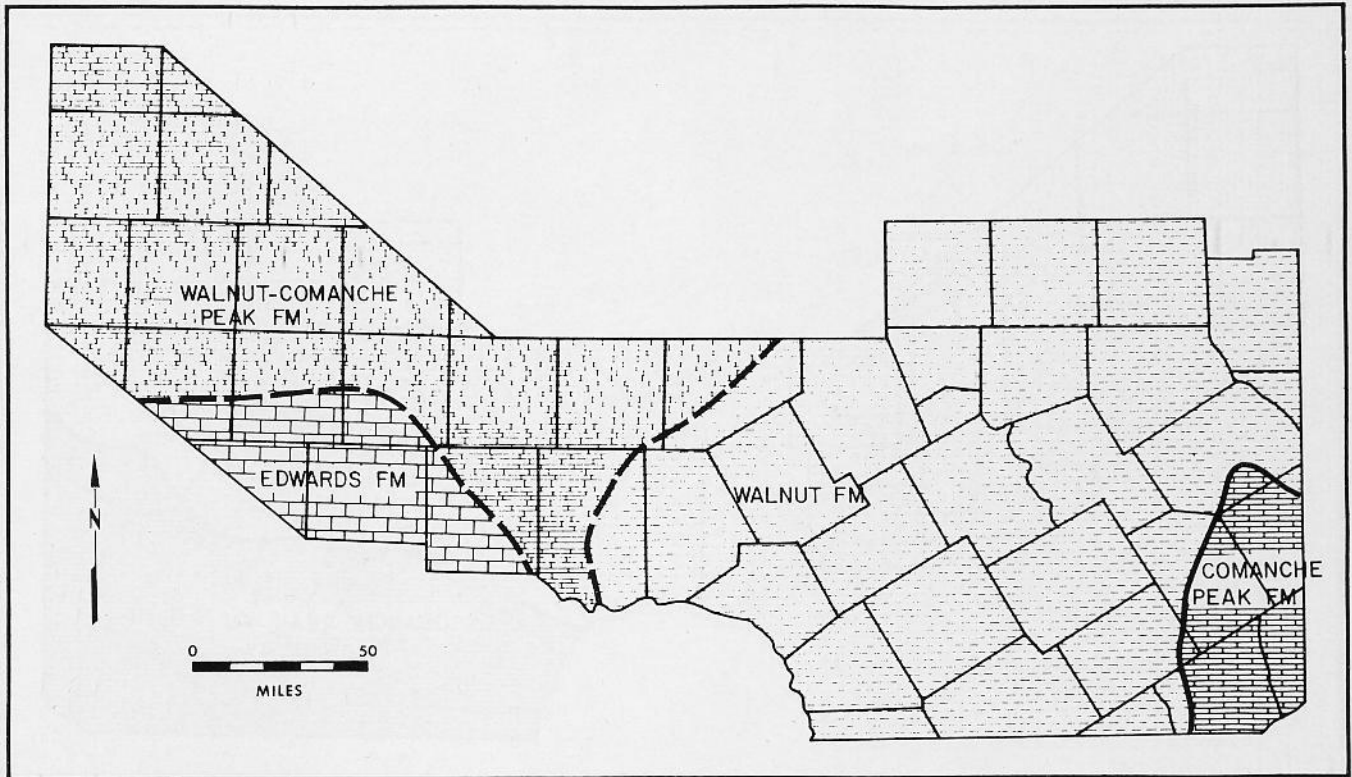 WALNUT-COMANCHE
PEAK FM
EDWARDS FM
WALNUT FM
COMANCHE
PEAK FM
N
0 50
MILES